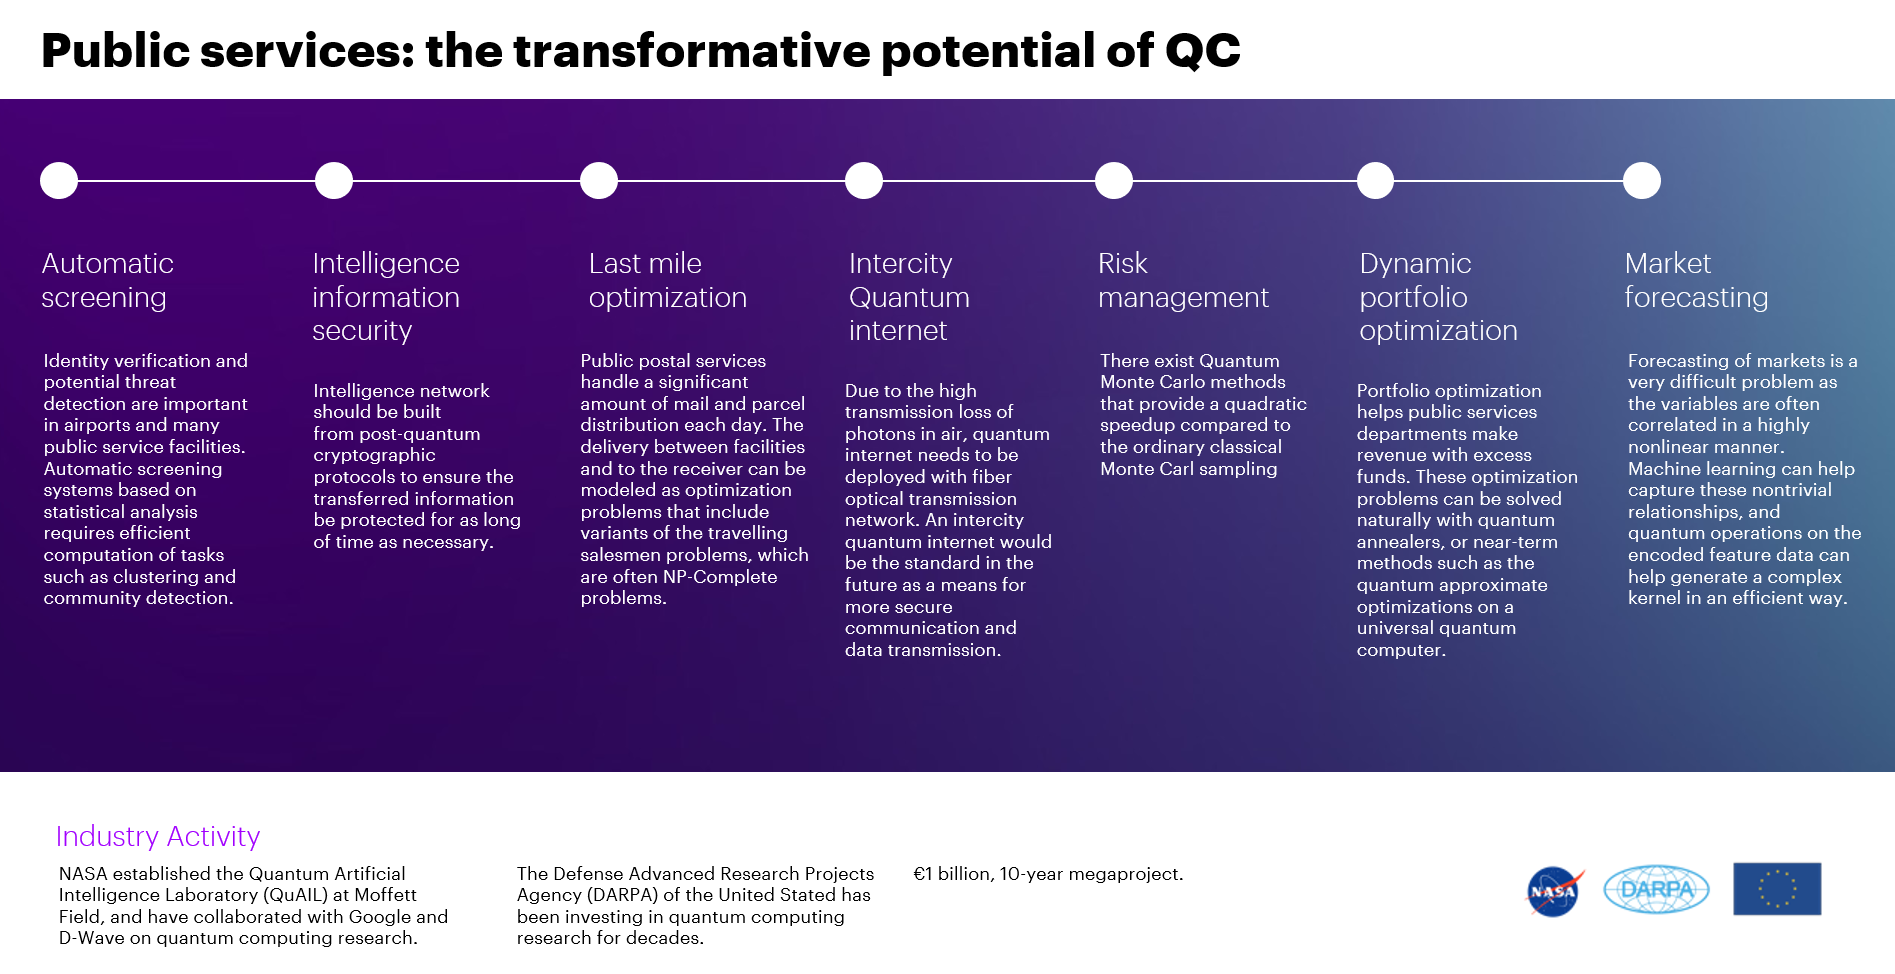 Public services: the transformative potential of QC
Automatic
screening
Identity verification and
potential threat
detection are important
in airports and many
public service facilities.
Automatic screening
systems based on
statistical analysis
requires efficient
computation of tasks
such as clustering and
community detection.
Intelligence
information
security
Intelligence network
should be built
from post-quantum
cryptographic
protocols to ensure the
transferred information
be protected for as long
of time as necessary.
Last mile
optimization
Public postal services
handle a significant
amount of mail and parcel
distribution each day. The
delivery between facilities
and to the receiver can be
modeled as optimization
problems that include
variants of the travelling
salesmen problems, which
are often NP-Complete
problems.
Intercity
Quantum
internet
Due to the high
transmission loss of
photons in air, quantum
internet needs to be
deployed with fiber
optical transmission
network. An intercity
quantum internet would
be the standard in the
future as a means for
more secure
communication and
data transmission.
Risk
management
There exist Quantum
Monte Carlo methods
that provide a quadratic
speedup compared to
the ordinary classical
Monte Carl sampling
Dynamic
portfolio
optimization
Portfolio optimization
helps public services
departments make
revenue with excess
funds. These optimization
problems can be solved
naturally with quantum
annealers, or near-term
methods such as the
quantum approximate
optimizations on a
universal quantum
computer.
Market
forecasting
Forecasting of markets is a
very difficult problem as
the variables are often
correlated in a highly
nonlinear manner.
Machine learning can help
capture these nontrivial
relationships, and
quantum operations on the
encoded feature data can
help generate a complex
kernel in an efficient way.
Industry Activity
NASA established the Quantum Artificial
Intelligence Laboratory (QuAIL) at Moffett
Field, and have collaborated with Google and
D-Wave on quantum computing research.
The Defense Advanced Research Projects
Agency (DARPA) of the United Stated has
been investing in quantum computing
research for decades.
€1 billion, 10-year megaproject.
NASA
DARPA